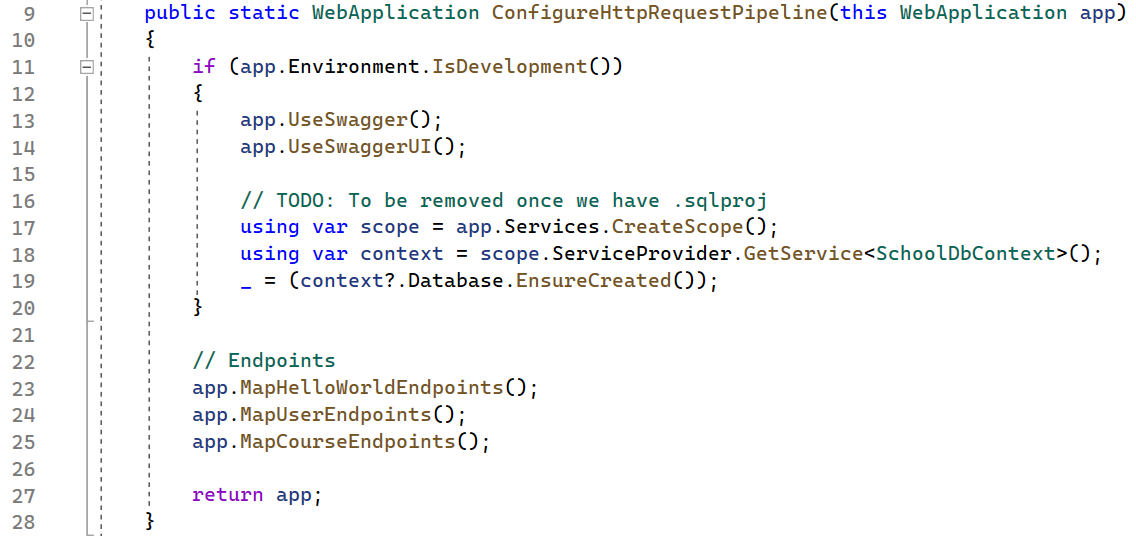 9 public static WebApplication ConfigureHttpRequestPipeline(this WebApplication app)
10 {
11 if (app.Environment.IsDevelopment())
12 {
13 app.UseSwagger();
14 app.UseSwaggerUI();
15
16 // TODO: To be removed once we have .sqlproj
17 using var scope = app.Services.CreateScope();
18 using var context = scope.ServiceProvider.GetService<SchoolDbContext>();
19 _ = (context?.Database.EnsureCreated());
20 }
21
22 // Endpoints
23 app.MapHelloWorldEndpoints();
24 app.MapUserEndpoints();
25 app.MapCourseEndpoints();
26
27 return app;
28 }